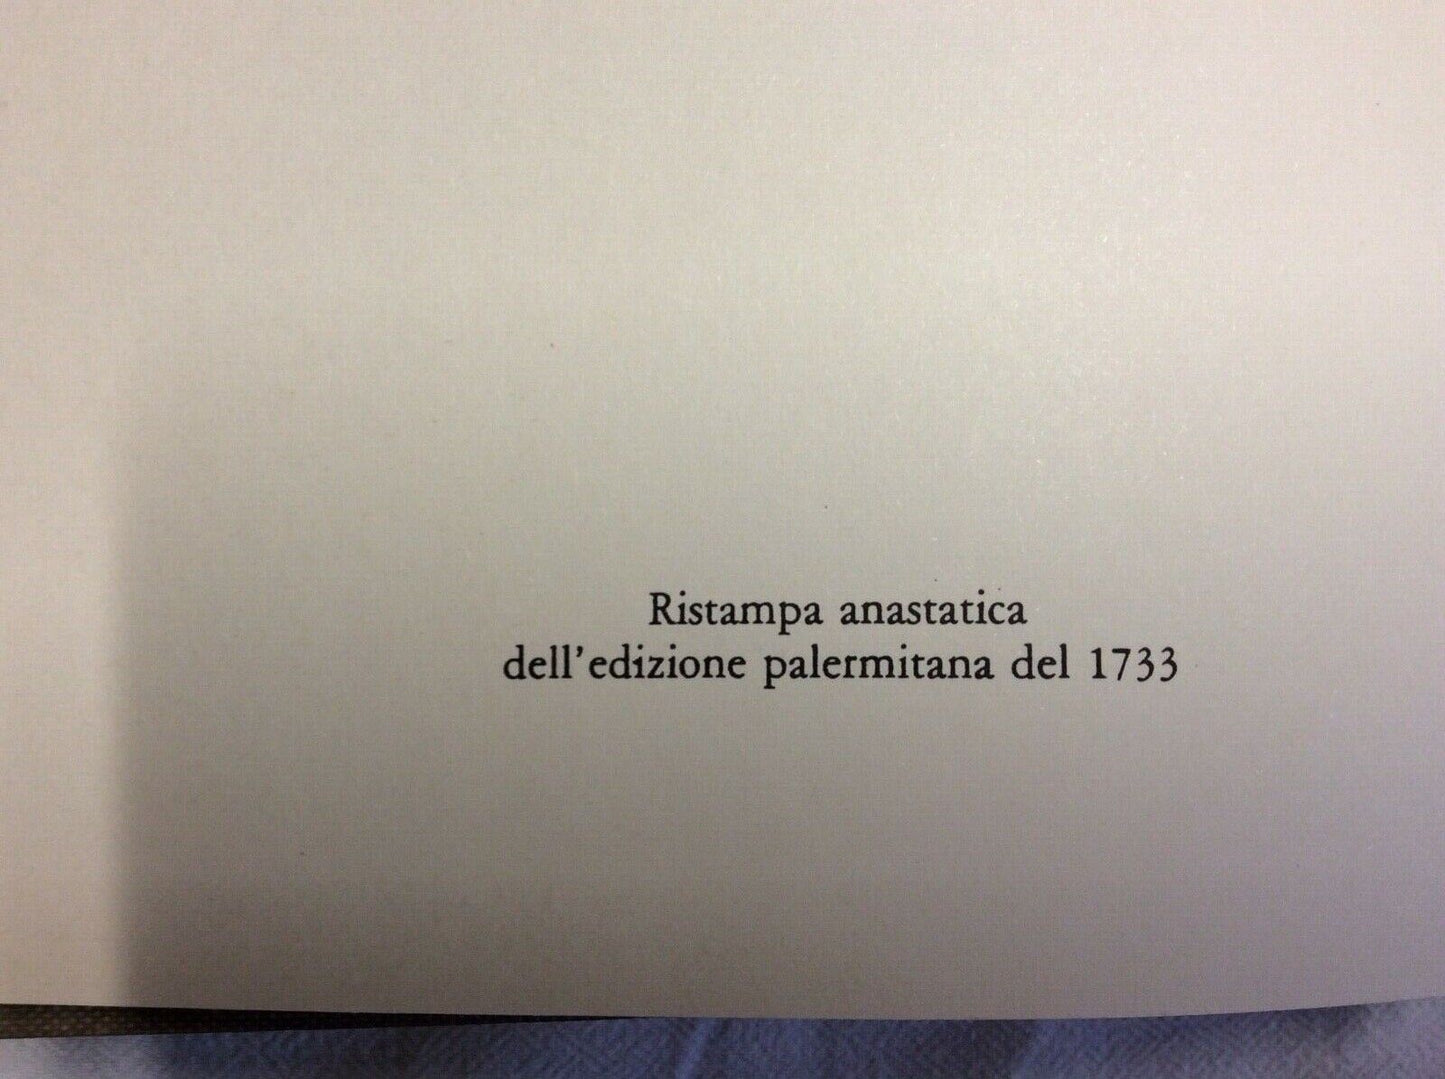 Ristampa anastatica
dell'edizione palermitana del 1733